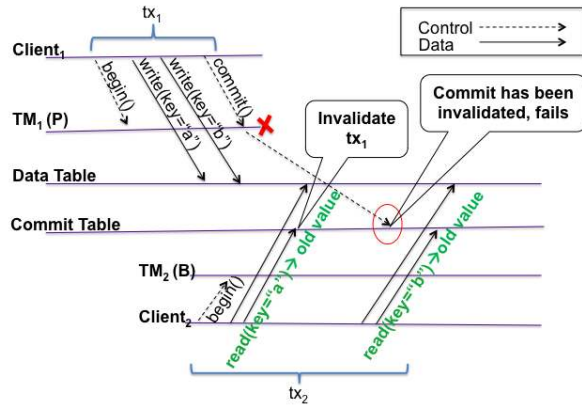 tx1
Control
Data
Client1
begin()
write(key="a")
write(key="b")
commit()
Commit has been
invalidated, fails
TM1 (P)
Invalidate
tx1
Data Table
Commit Table
TM2 (B)
begin()
read(key="a")→ old value
read(key="b")→old value
Client2
tx2